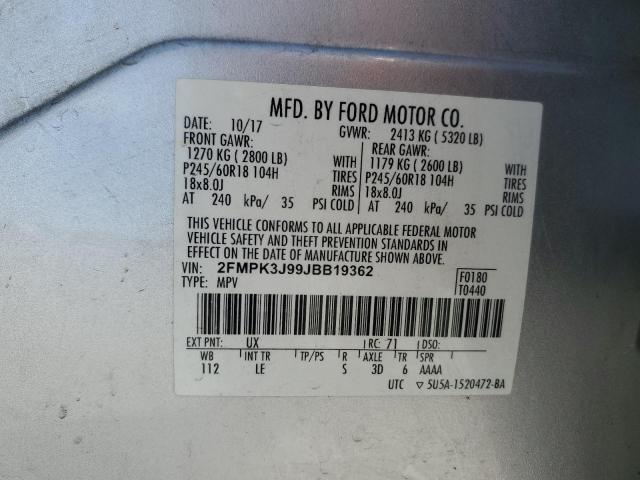 MFD. BY FORD MOTOR CO.
DATE: 10/17 GVWR: 2413 KG ( 5320 LB)
FRONT GAWR: REAR GAWR:
1270 KG ( 2800 LB) WITH 1179 KG ( 2600 LB) WITH
P245/60R18 104H TIRES P245/60R18 104H TIRES
18x8.0J RIMS 18x8.0J RIMS
AT 240 kPa/ 35 PSI COLD AT 240 kPa/ 35 PSI COLD
THIS VEHICLE CONFORMS TO ALL APPLICABLE FEDERAL MOTOR
VEHICLE SAFETY AND THEFT PREVENTION STANDARDS IN
EFFECT ON THE DATE OF MANUFACTURE SHOWN ABOVE.
VIN: 2FMPK3J99JBB19362 F0180
TYPE: MPV T0440
EXT PNT: UX RC: 71 DSO:
WB INT TR TP/PS R AXLE TR SPR
112 LE S 3D 6 AAAA
UTC ▽ 5U5A-1520472-BA